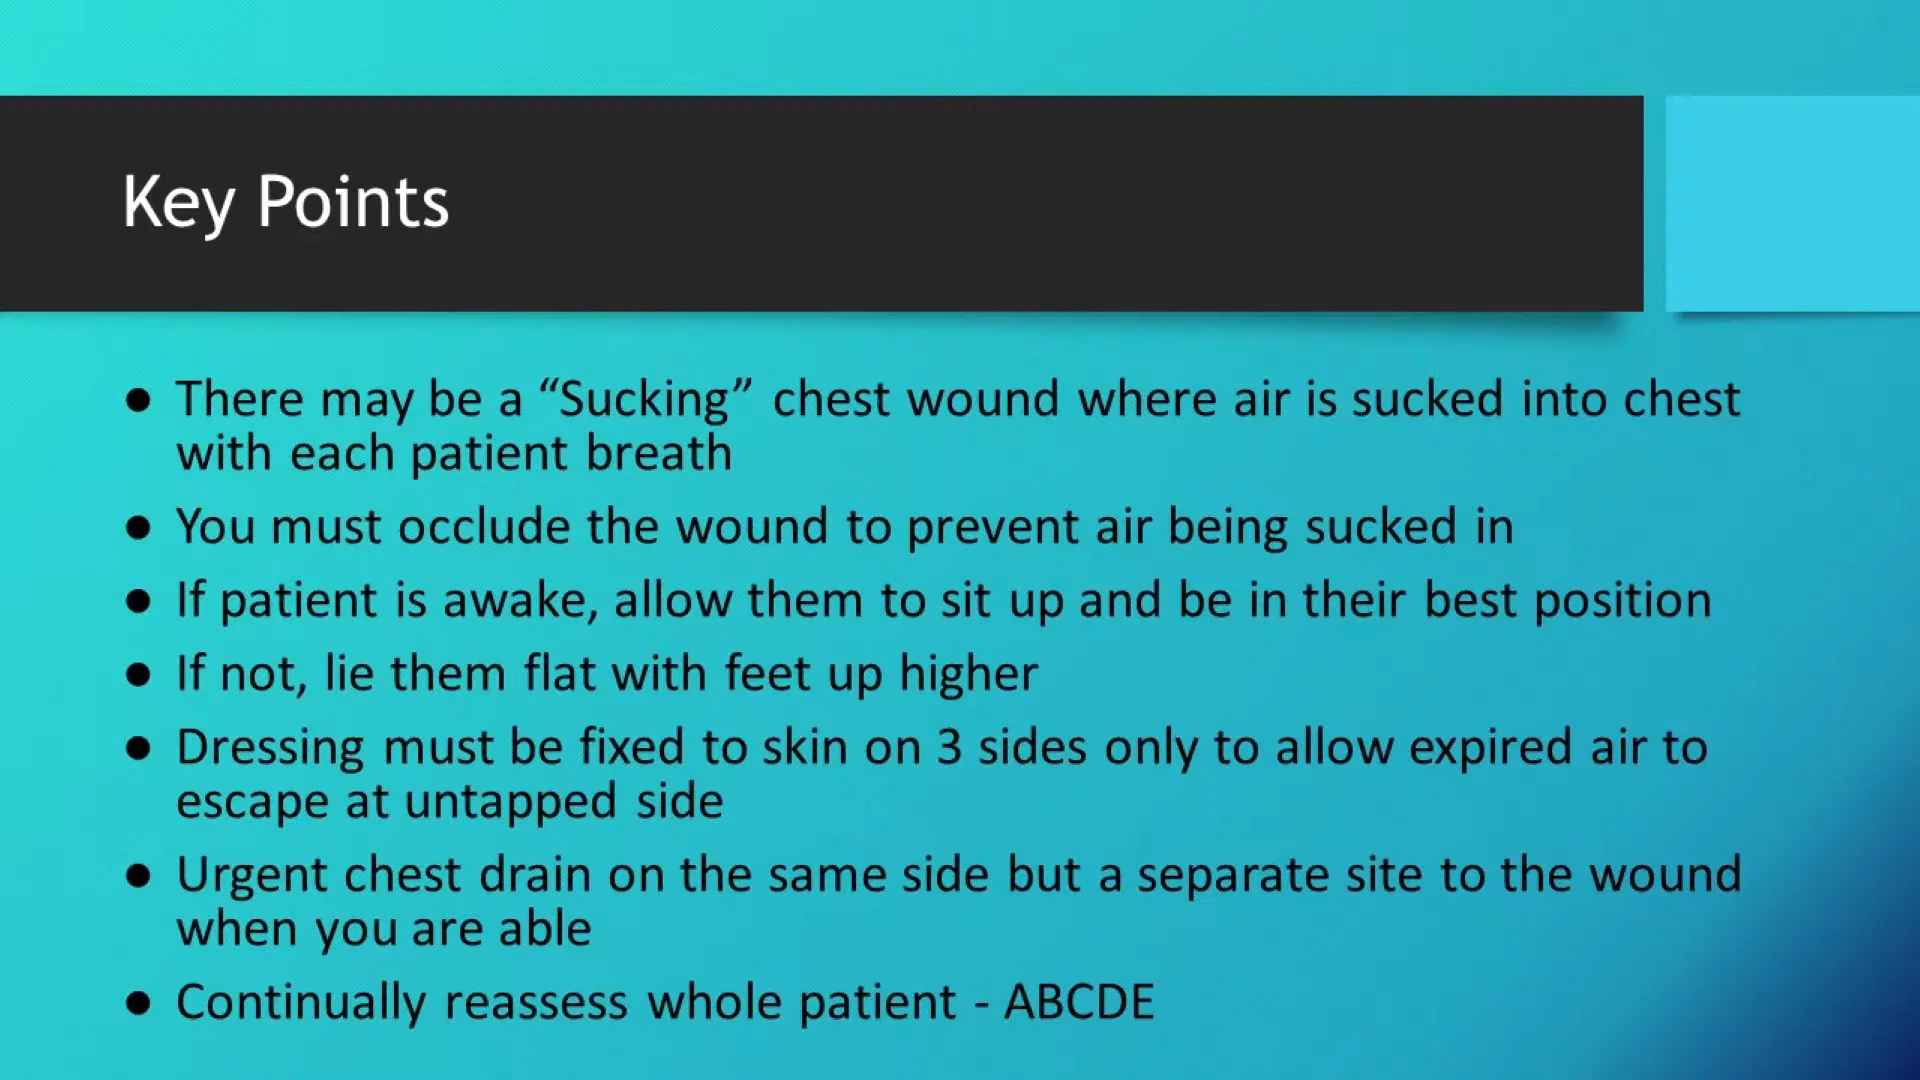 Key Points
● There may be a “Sucking” chest wound where air is sucked into chest
with each patient breath
● You must occlude the wound to prevent air being sucked in
● If patient is awake, allow them to sit up and be in their best position
● If not, lie them flat with feet up higher
● Dressing must be fixed to skin on 3 sides only to allow expired air to
escape at untapped side
● Urgent chest drain on the same side but a separate site to the wound
when you are able
● Continually reassess whole patient - ABCDE